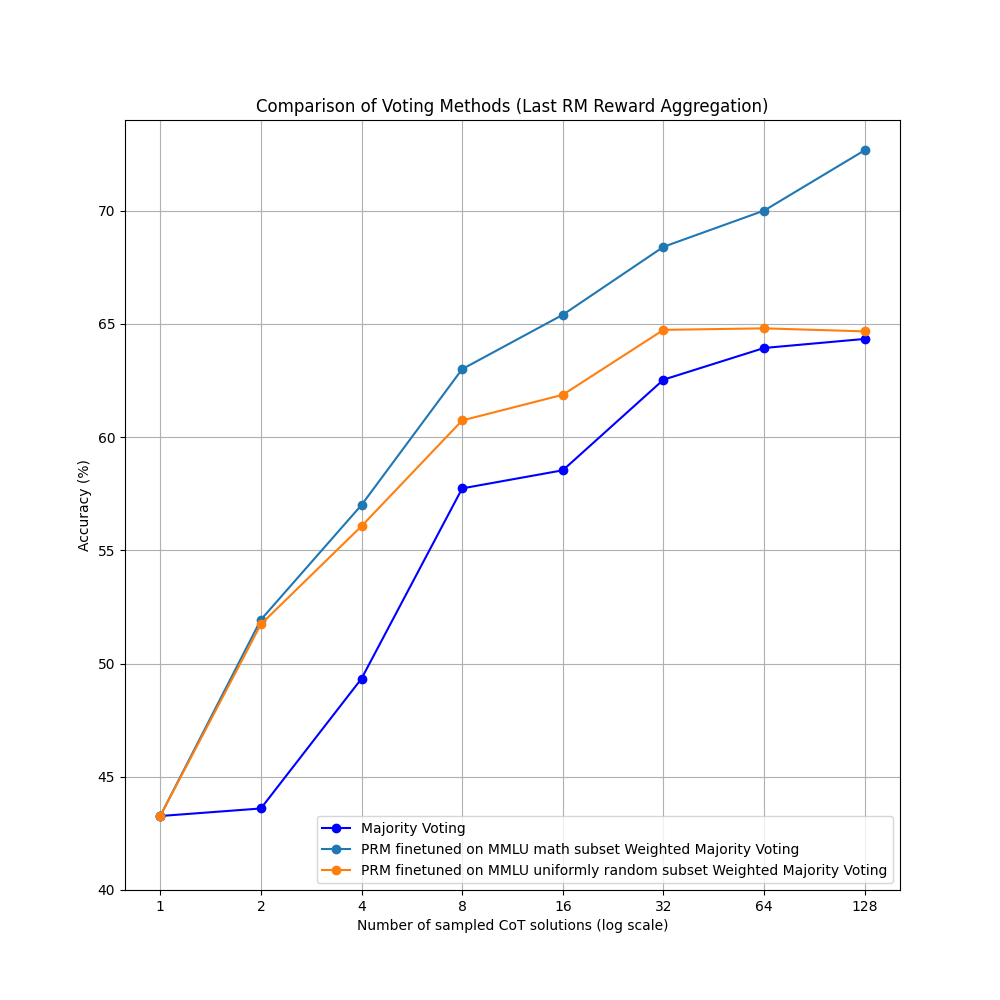 Comparison of Voting Methods (Last RM Reward Aggregation)
Accuracy (%)
70
65
60
55
50
45
40
Majority Voting
PRM finetuned on MMLU math subset Weighted Majority Voting
PRM finetuned on MMLU uniformly random subset Weighted Majority Voting
1 2 4 8 16 32 64 128
Number of sampled CoT solutions (log scale)